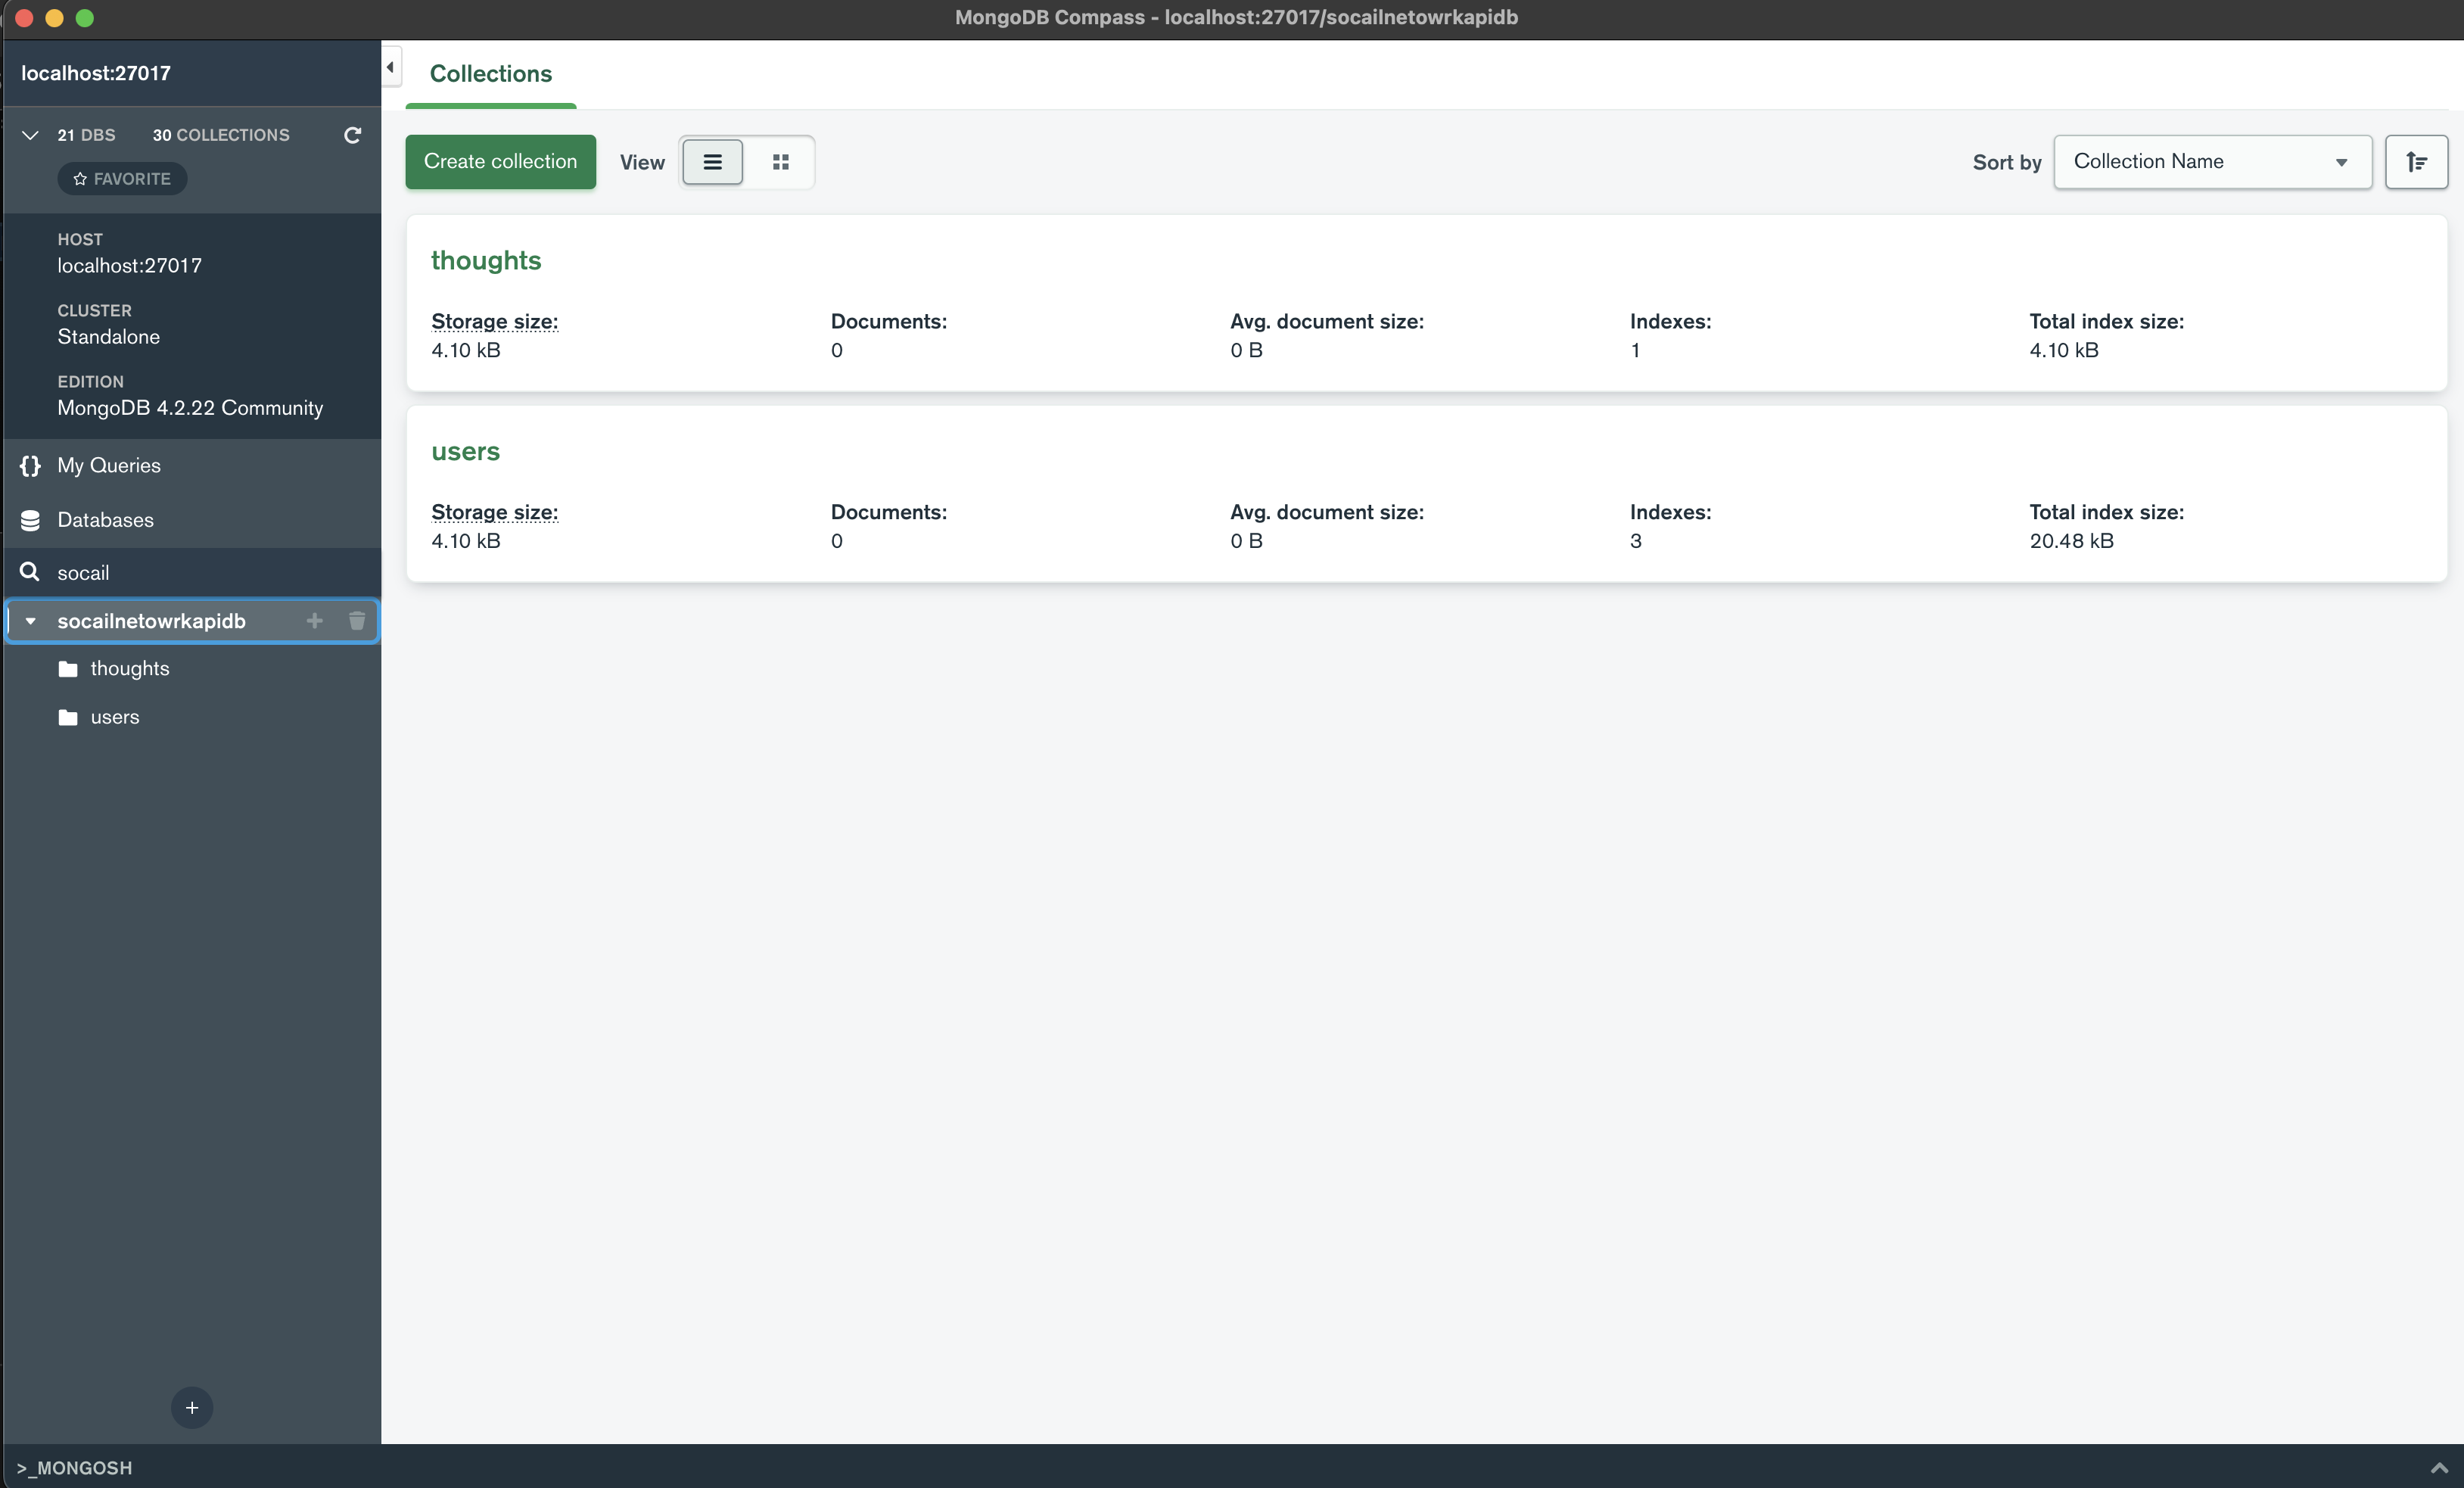 MongoDB Compass - localhost:27017/socailnetowrkapidb
localhost:27017
21 DBS 30 COLLECTIONS
FAVORITE
HOST
localhost:27017
CLUSTER
Standalone
EDITION
MongoDB 4.2.22 Community
My Queries
Databases
socail
socailnetowrkapidb
thoughts
users
>_MONGOSH
Collections
Create collection View Sort by Collection Name
thoughts
Storage size: Documents: Avg. document size: Indexes: Total index size:
4.10 kB 0 0 B 1 4.10 kB
users
Storage size: Documents: Avg. document size: Indexes: Total index size:
4.10 kB 0 0 B 3 20.48 kB